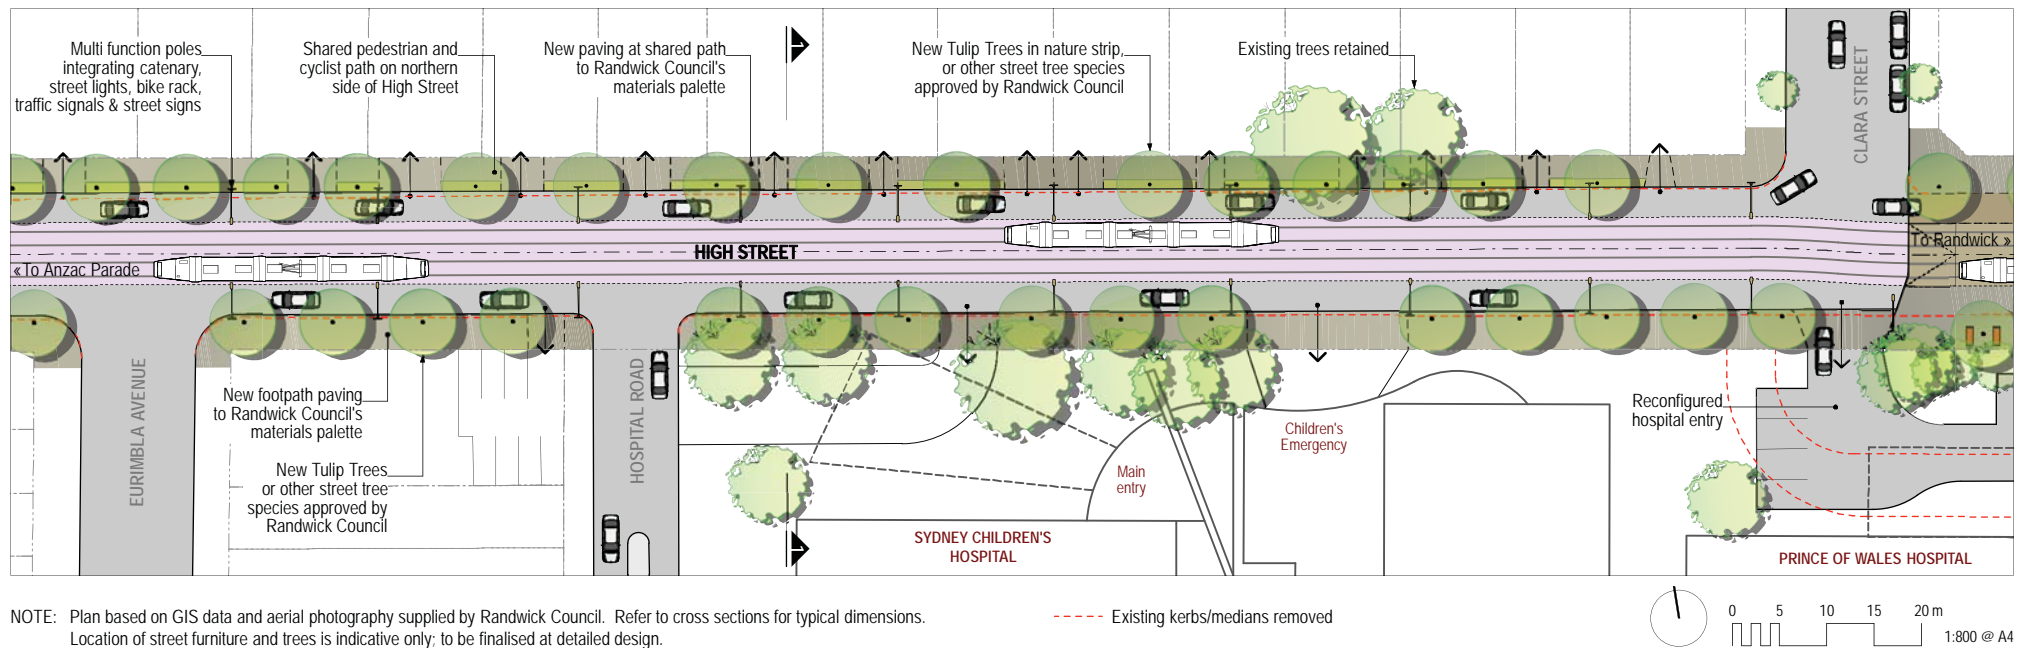 Multi function poles
integrating catenary,
street lights, bike rack,
traffic signals & street signs
Shared pedestrian and
cyclist path on northern
side of High Street
New paving at shared path
to Randwick Council's
materials palette
1
New Tulip Trees in nature strip,
or other street tree species
approved by Randwick Council
Existing trees retained
CLARA STREET
HIGH STREET
«To Anzac Parade
To Randwick »
EURIMBLA AVENUE
New footpath paving
to Randwick Council's
materials palette
New Tulip Trees
or other street tree
species approved by
Randwick Council
HOSPITAL ROAD
Main
entry
Children's
Emergency
Reconfigured
hospital entry
1
SYDNEY CHILDREN'S
HOSPITAL
PRINCE OF WALES HOSPITAL
NOTE: Plan based on GIS data and aerial photography supplied by Randwick Council. Refer to cross sections for typical dimensions.
Location of street furniture and trees is indicative only; to be finalised at detailed design.
Existing kerbs/medians removed
0 5 10 15 20 m
1:800 @ A4